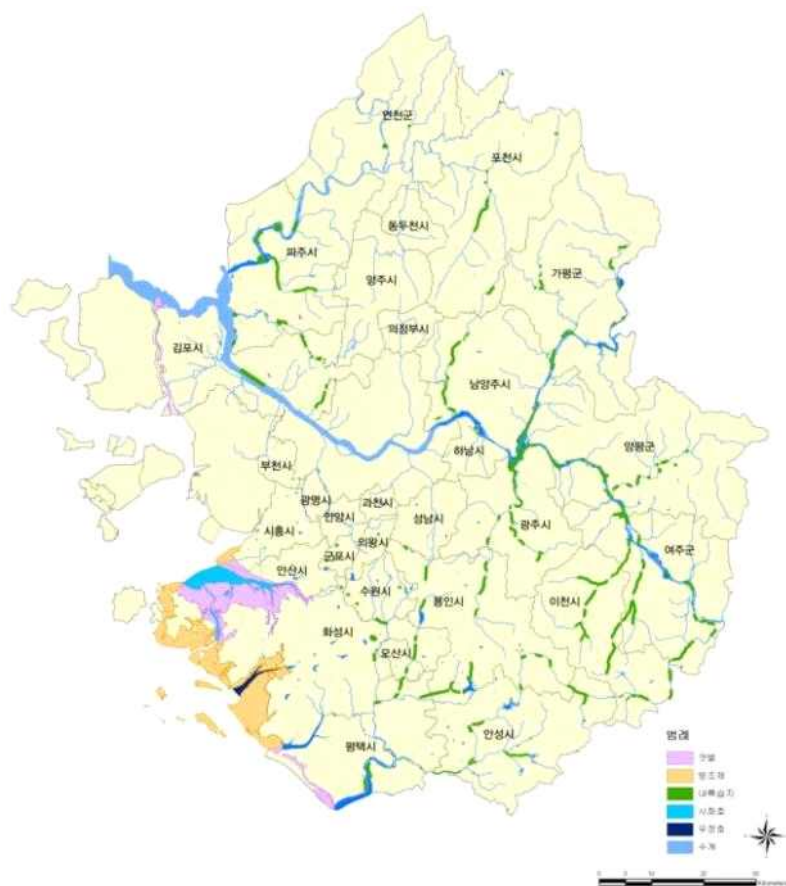 연천군
포천시
동두천시
파주시
양주시
가평군
의정부시
김포시
남양주시
양평군
하남시
부천시
광명시
과천시
안양시
성남시
광주시
시흥시
의왕시
군포시
안산시
여주군
수원시
용인시
이천시
화성시
오산시
안성시
평택시
범례
갯벌
방조제
내륙습지
시화호
우정호
수계